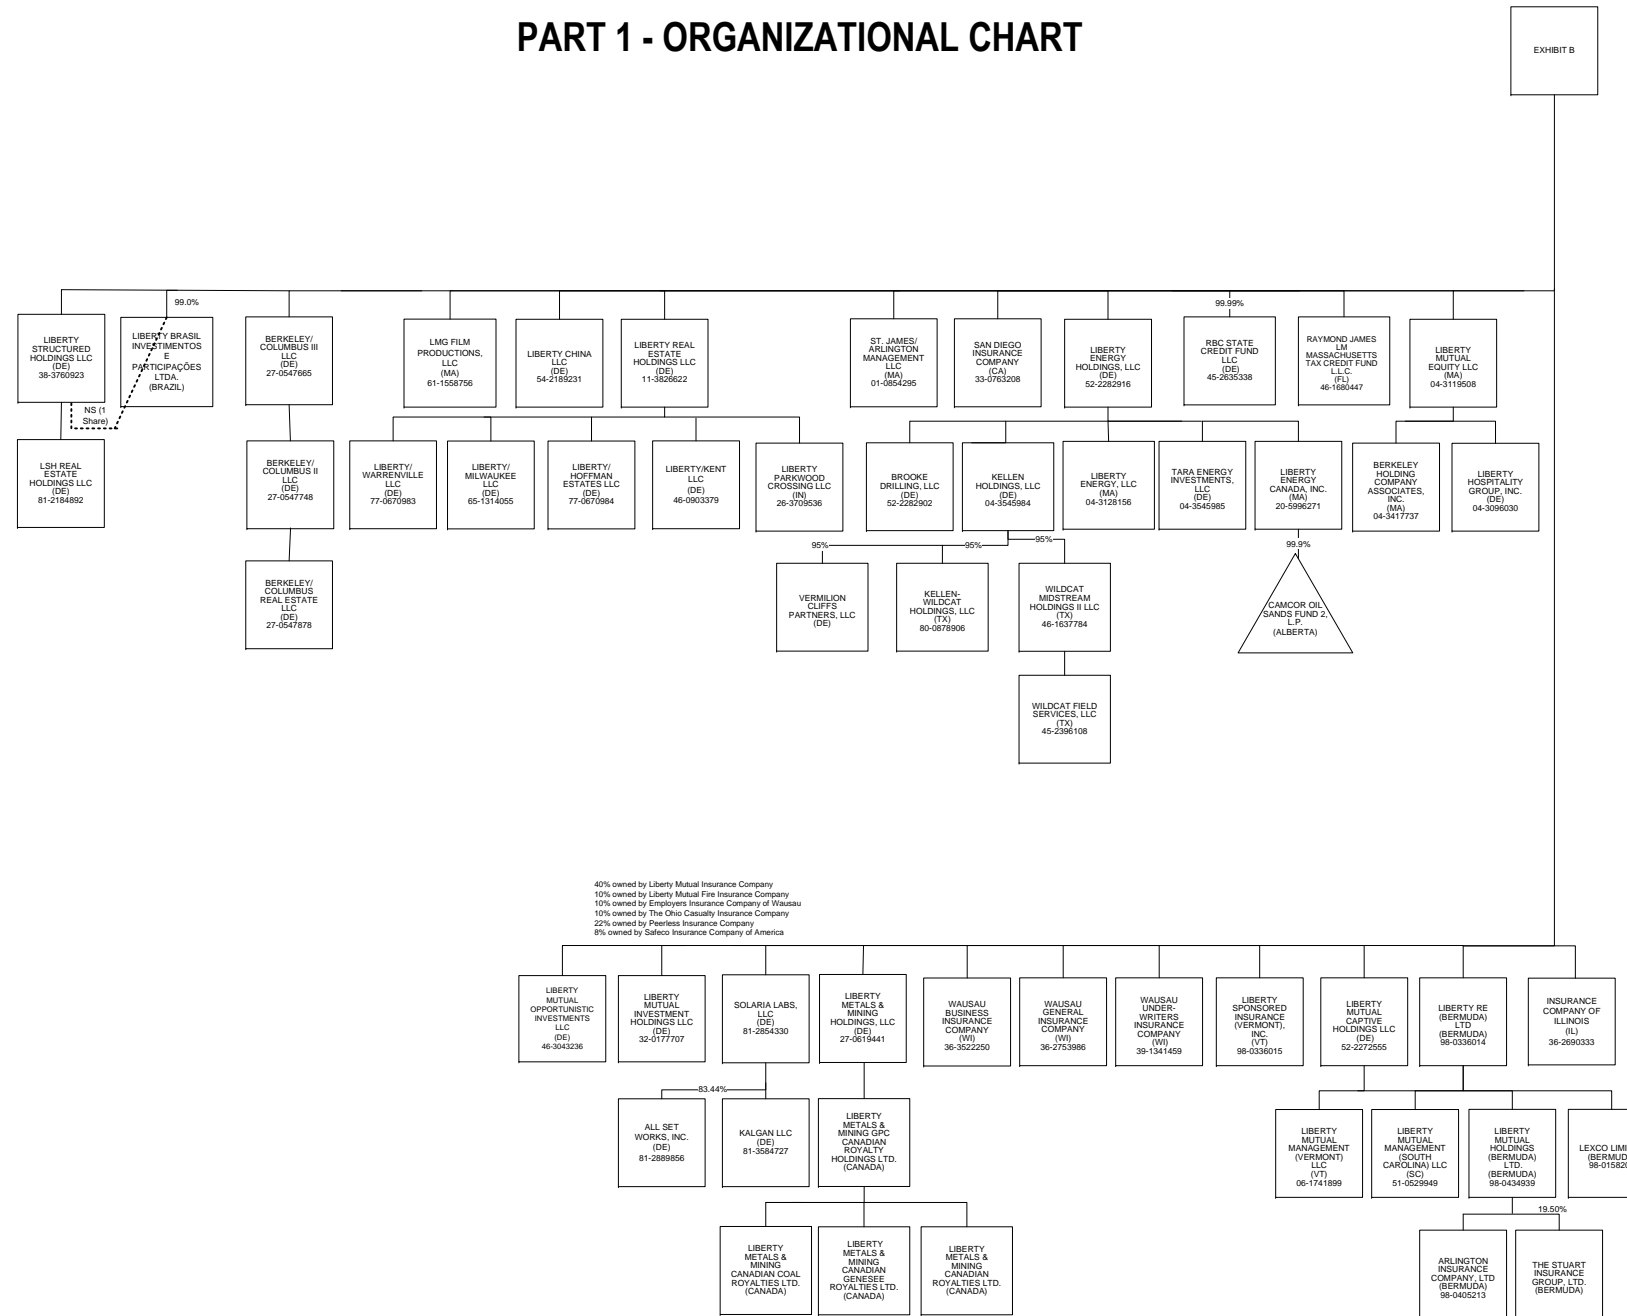 PART 1 - ORGANIZATIONAL CHART
EXHIBIT B
99.0%
99.99%
LIBERTY
STRUCTURED
HOLDINGS LLC
(DE)
38-3760923
LIBERTY BRASIL
INVESTIMENTOS
E
PARTICIPAÇÕES
LTDA.
(BRAZIL)
BERKELEY/
COLUMBUS III
LLC
(DE)
27-0547665
LMG FILM
PRODUCTIONS,
LLC
(MA)
61-1558756
LIBERTY CHINA
LLC
(DE)
54-2189231
LIBERTY REAL
ESTATE
HOLDINGS LLC
(DE)
11-3826622
ST. JAMES/
ARLINGTON
MANAGEMENT
LLC
(MA)
01-0854295
SAN DIEGO
INSURANCE
COMPANY
(CA)
33-0763208
LIBERTY
ENERGY
HOLDINGS, LLC
(DE)
52-2282916
RBC STATE
CREDIT FUND
LLC
(DE)
45-2635338
RAYMOND JAMES
LM
MASSACHUSETTS
TAX CREDIT FUND
L.L.C.
(FL)
46-1680447
LIBERTY
MUTUAL
EQUITY LLC
(MA)
04-3119508
NS (1
Share)
LSH REAL
ESTATE
HOLDINGS LLC
(DE)
81-2184892
BERKELEY/
COLUMBUS II
LLC
(DE)
27-0547748
LIBERTY/
WARRENVILLE
LLC
(DE)
77-0670983
LIBERTY/
MILWAUKEE
LLC
(DE)
65-1314055
LIBERTY/
HOFFMAN
ESTATES LLC
(DE)
77-0670984
LIBERTY/KENT
LLC
(DE)
46-0903379
LIBERTY
PARKWOOD
CROSSING LLC
(IN)
26-3709536
BROOKE
DRILLING, LLC
(DE)
52-2282902
KELLEN
HOLDINGS, LLC
(DE)
04-3545984
LIBERTY
ENERGY, LLC
(MA)
04-3128156
TARA ENERGY
INVESTMENTS,
LLC
(DE)
04-3545985
LIBERTY
ENERGY
CANADA, INC.
(MA)
20-5996271
BERKELEY
HOLDING
COMPANY
ASSOCIATES,
INC.
(MA)
04-3417737
LIBERTY
HOSPITALITY
GROUP, INC.
(DE)
04-3096030
95%
95%
95%
99.9%
BERKELEY/
COLUMBUS
REAL ESTATE
LLC
(DE)
27-0547878
VERMILION
CLIFFS
PARTNERS, LLC
(DE)
KELLEN-
WILDCAT
HOLDINGS, LLC
(TX)
80-0878906
WILDCAT
MIDSTREAM
HOLDINGS II LLC
(TX)
46-1637784
CAMCOR OIL
SANDS FUND 2,
L.P.
(ALBERTA)
WILDCAT FIELD
SERVICES, LLC
(TX)
45-2396108
40% owned by Liberty Mutual Insurance Company
10% owned by Liberty Mutual Fire Insurance Company
10% owned by Employers Insurance Company of Wausau
10% owned by The Ohio Casualty Insurance Company
22% owned by Peerless Insurance Company
8% owned by Safeco Insurance Company of America
LIBERTY
MUTUAL
OPPORTUNISTIC
INVESTMENTS
LLC
(DE)
46-3043236
LIBERTY
MUTUAL
INVESTMENT
HOLDINGS LLC
(DE)
32-0177707
SOLARIA LABS,
LLC
(DE)
81-2854330
LIBERTY
METALS &
MINING
HOLDINGS, LLC
(DE)
27-0619441
WAUSAU
BUSINESS
INSURANCE
COMPANY
(WI)
36-3522250
WAUSAU
GENERAL
INSURANCE
COMPANY
(WI)
36-2753986
WAUSAU
UNDER-
WRITERS
INSURANCE
COMPANY
(WI)
39-1341459
LIBERTY
SPONSORED
INSURANCE
(VERMONT),
INC.
(VT)
98-0336015
LIBERTY
MUTUAL
CAPTIVE
HOLDINGS LLC
(DE)
52-2272555
LIBERTY RE
(BERMUDA)
LTD
(BERMUDA)
98-0336014
INSURANCE
COMPANY OF
ILLINOIS
(IL)
36-2690333
83.44%
ALL SET
WORKS, INC.
(DE)
81-2889856
KALGAN LLC
(DE)
81-3584727
LIBERTY
METALS &
MINING GPC
CANADIAN
ROYALTY
HOLDINGS LTD.
(CANADA)
LIBERTY
MUTUAL
MANAGEMENT
(VERMONT)
LLC
(VT)
06-1741899
LIBERTY
MUTUAL
MANAGEMENT
(SOUTH
CAROLINA) LLC
(SC)
51-0529949
LIBERTY
MUTUAL
HOLDINGS
(BERMUDA)
LTD.
(BERMUDA)
98-0434939
LEXCO LIMI
(BERMUD
98-015820
19.50%
LIBERTY
METALS &
MINING
CANADIAN COAL
ROYALTIES LTD.
(CANADA)
LIBERTY
METALS &
MINING
CANADIAN
GENESEE
ROYALTIES LTD.
(CANADA)
LIBERTY
METALS &
MINING
CANADIAN
ROYALTIES LTD.
(CANADA)
ARLINGTON
INSURANCE
COMPANY, LTD
(BERMUDA)
98-0405213
THE STUART
INSURANCE
GROUP, LTD.
(BERMUDA)